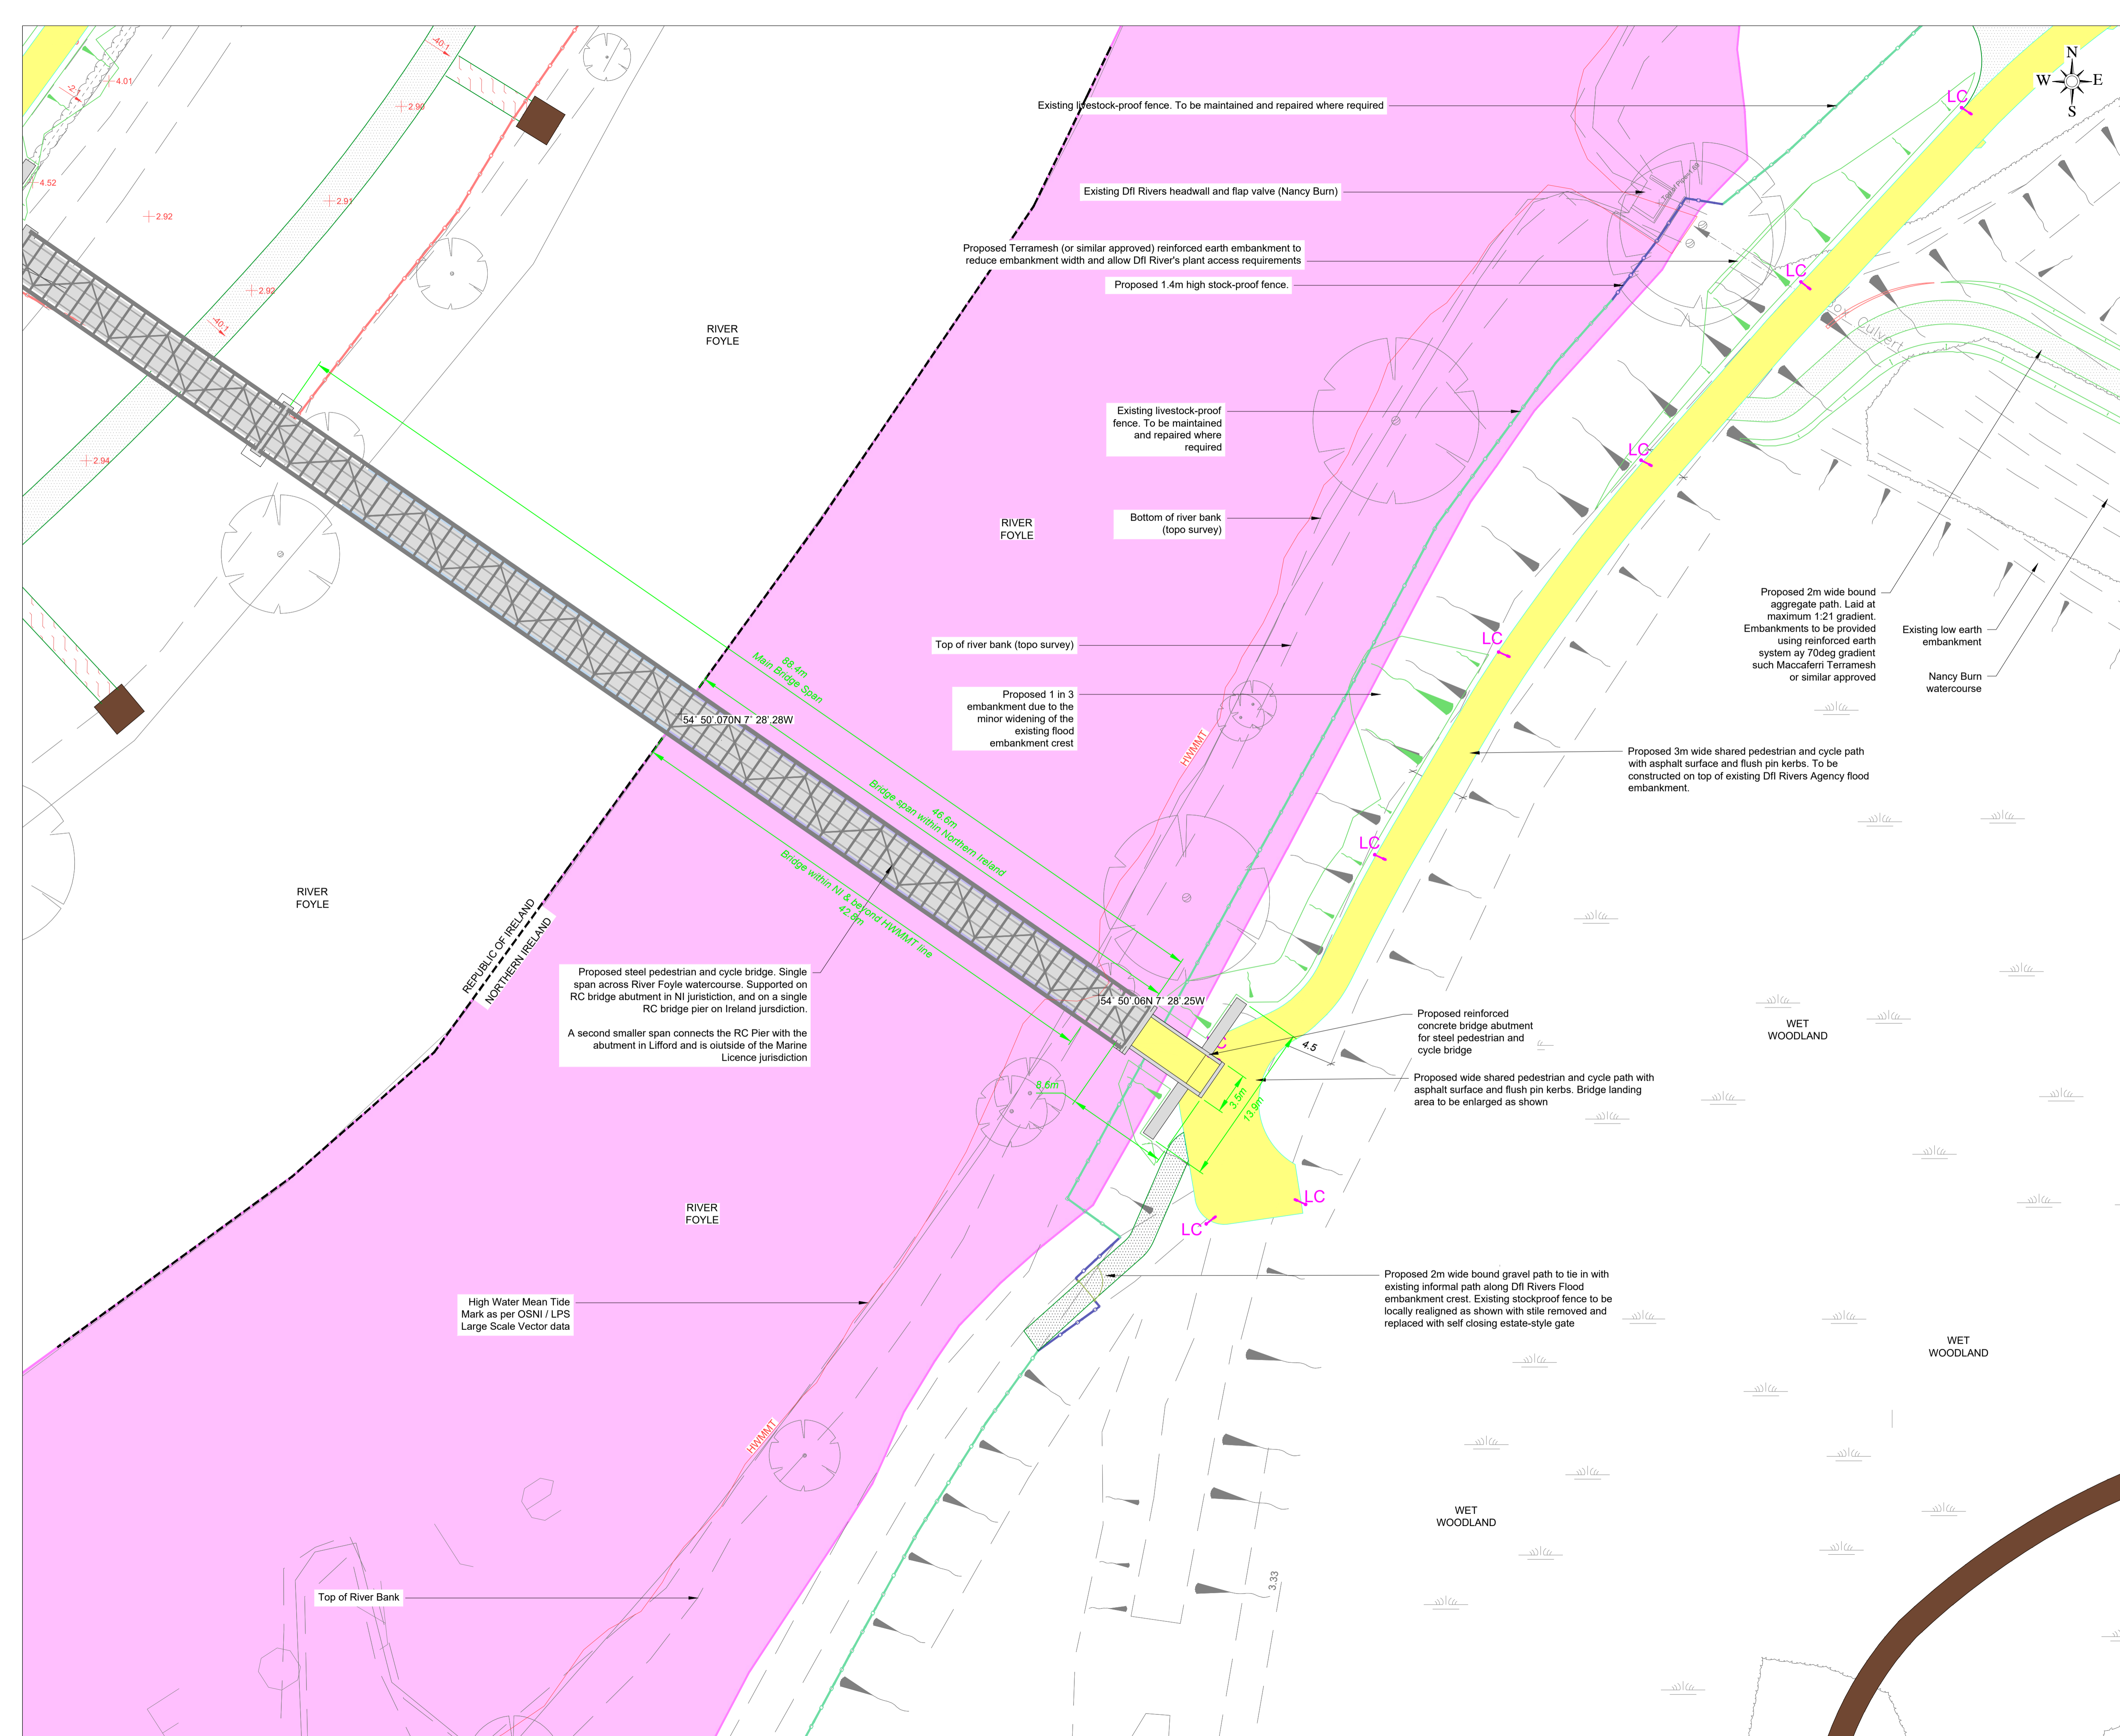 N
W
E
S
-40:1
4.01
-2:1
2.90
4.52
2.91
2.92
2.92
-40:1
2.94
Existing livestock-proof fence. To be maintained and repaired where required
Existing DfI Rivers headwall and flap valve (Nancy Burn)
Proposed Terramesh (or similar approved) reinforced earth embankment to
reduce embankment width and allow DfI River's plant access requirements
Proposed 1.4m high stock-proof fence.
LC
LC
LC
LC
LC
RIVER
FOYLE
Existing livestock-proof
fence. To be maintained
and repaired where
required
RIVER
FOYLE
Bottom of river bank
(topo survey)
Culvert
Top of river bank (topo survey)
Proposed 1 in 3
embankment due to the
minor widening of the
existing flood
embankment crest
Proposed 2m wide bound
aggregate path. Laid at
maximum 1:21 gradient.
Embankments to be provided
using reinforced earth
system ay 70deg gradient
such Maccaferri Terramesh
or similar approved
Existing low earth
embankment
Nancy Burn
watercourse
88.4m
Main Bridge Span
54° 50'.070N 7° 28'.28W
HWMMT
46.6m
Bridge span within Northern Ireland
Bridge within NI & beyond HWMMT line
42.8m
Proposed 3m wide shared pedestrian and cycle path
with asphalt surface and flush pin kerbs. To be
constructed on top of existing DfI Rivers Agency flood
embankment.
RIVER
FOYLE
REPUBLIC OF IRELAND
NORTHERN IRELAND
Proposed steel pedestrian and cycle bridge. Single
span across River Foyle watercourse. Supported on
RC bridge abutment in NI juristiction, and on a single
RC bridge pier on Ireland jursdiction.
A second smaller span connects the RC Pier with the
abutment in Lifford and is oiutside of the Marine
Licence jurisdiction
54° 50'.06N 7° 28'.25W
Proposed reinforced
concrete bridge abutment
for steel pedestrian and
cycle bridge
WET
WOODLAND
4.5
8.6m
3.5m
13.9m
Proposed wide shared pedestrian and cycle path with
asphalt surface and flush pin kerbs. Bridge landing
area to be enlarged as shown
LC
LC
RIVER
FOYLE
Proposed 2m wide bound gravel path to tie in with
existing informal path along DfI Rivers Flood
embankment crest. Existing stockproof fence to be
locally realigned as shown with stile removed and
replaced with self closing estate-style gate
High Water Mean Tide
Mark as per OSNI / LPS
Large Scale Vector data
WET
WOODLAND
HWMMT
WET
WOODLAND
3.33
Top of River Bank